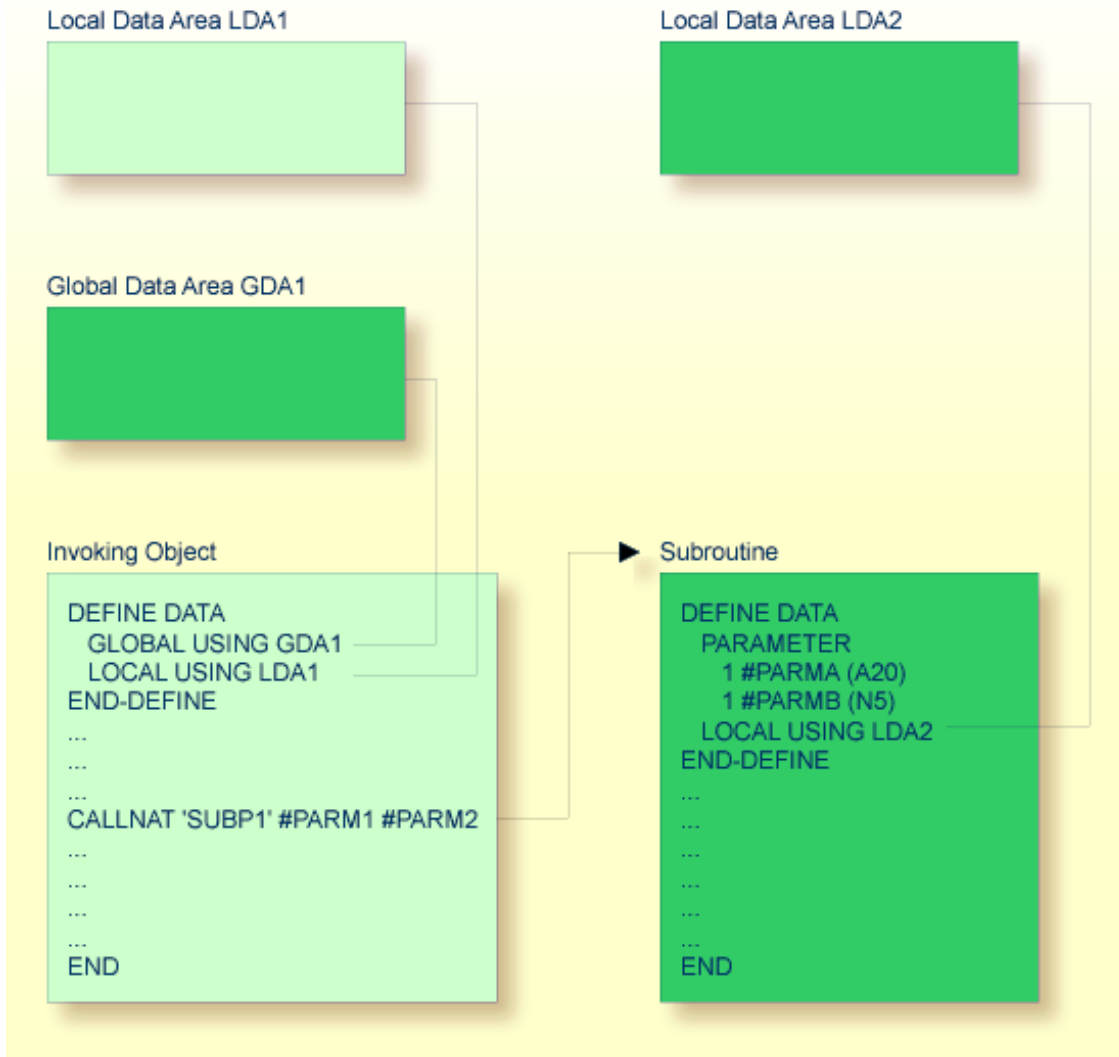 Local Data Area LDA1
Local Data Area LDA2
Global Data Area GDA1
Invoking Object
DEFINE DATA
GLOBAL USING GDA1
LOCAL USING LDA1
END-DEFINE
...
...
...
CALLNAT 'SUBP1' #PARM1 #PARM2
...
...
...
...
END
Subroutine
DEFINE DATA
PARAMETER
1 #PARMA (A20)
1 #PARMB (N5)
LOCAL USING LDA2
END-DEFINE
...
...
...
...
...
...
END